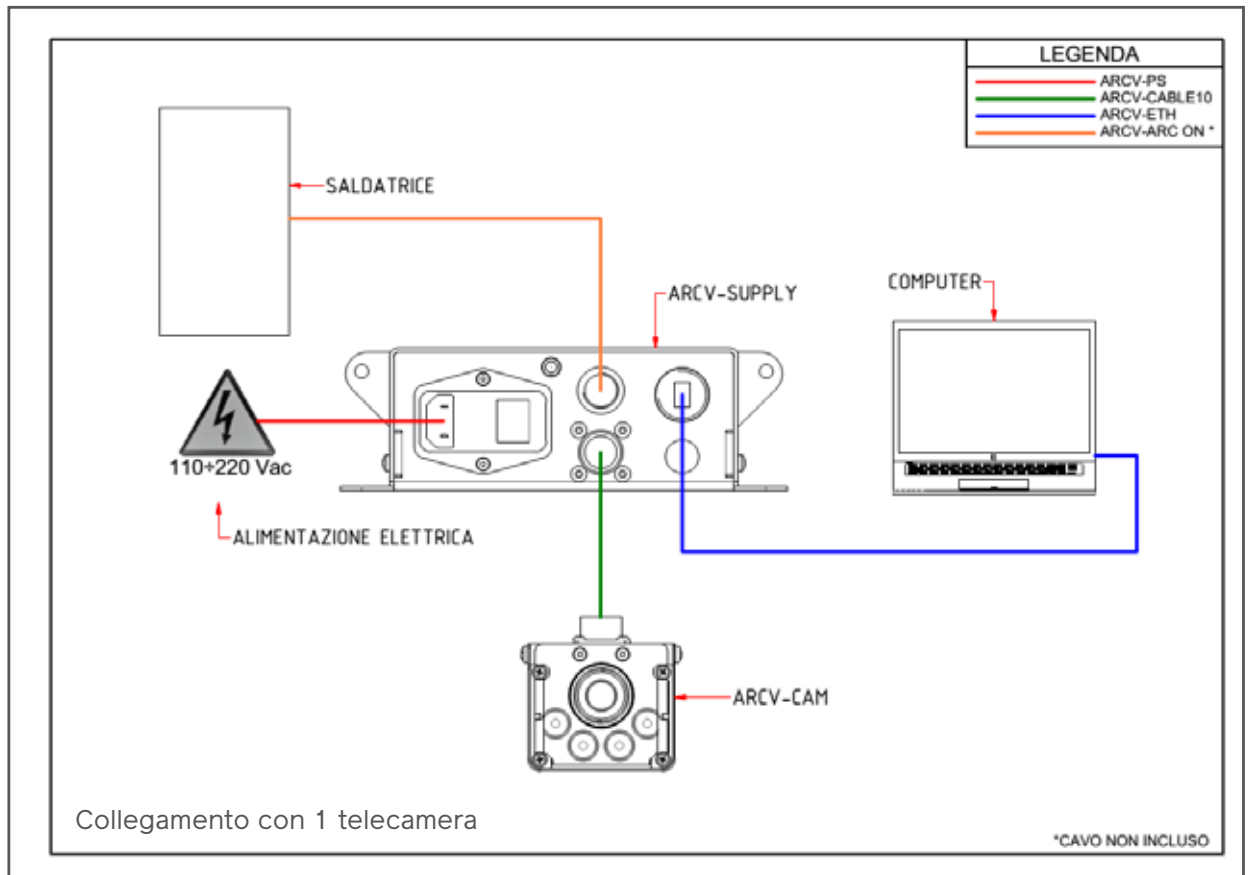 LEGENDA
ARCV-PS
ARCV-CABLE10
ARCV-ETH
ARCV-ARC ON *
SALDATRICE
ARCV-SUPPLY
COMPUTER
110÷220 Vac
ALIMENTAZIONE ELETTRICA
ARCV-CAM
Collegamento con 1 telecamera
*CAVO NON INCLUSO